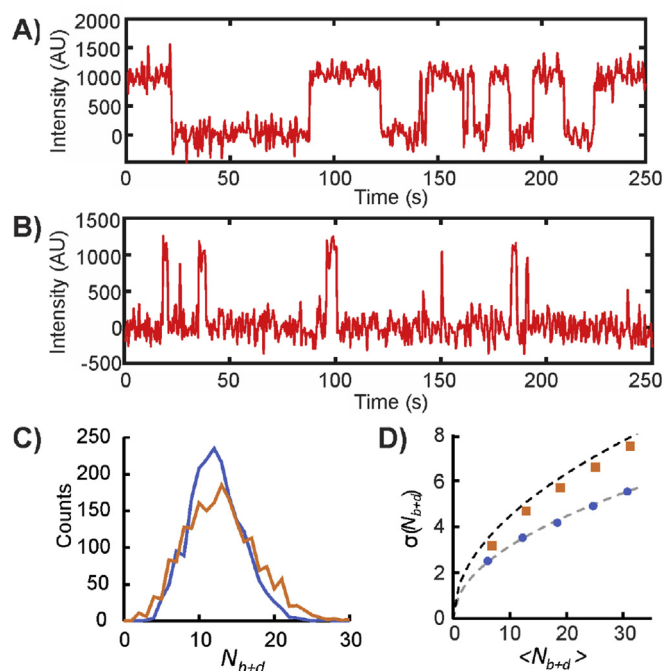 A)
Intensity (AU)
2000
1500
1000
500
0
0 50 100 150 200 250
Time (s)
B)
Intensity (AU)
1500
1000
500
0
-500
0 50 100 150 200 250
Time (s)
C)
Counts
250
200
150
100
50
0
0 10 20 30
N_{b+d}
D)
σ(N_{b+d})
8
6
4
2
0
0 10 20 30
<N_{b+d}>